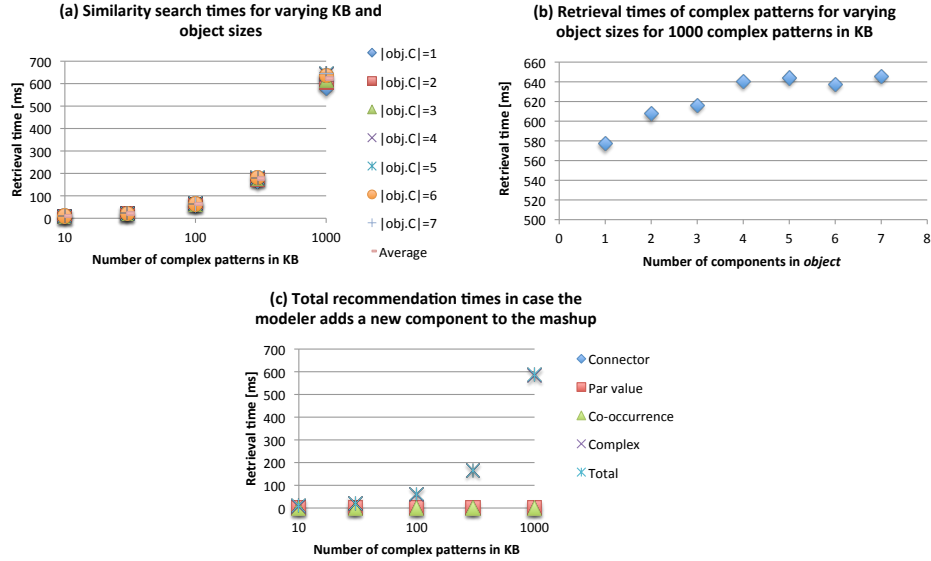 (a) Similarity search times for varying KB and
object sizes
Retrieval time [ms]
700
600
500
400
300
200
100
0
10
100
1000
Number of complex patterns in KB
|obj.C|=1
|obj.C|=2
|obj.C|=3
|obj.C|=4
|obj.C|=5
|obj.C|=6
|obj.C|=7
Average
(b) Retrieval times of complex patterns for varying
object sizes for 1000 complex patterns in KB
Retrieval time [ms]
660
640
620
600
580
560
540
520
500
0
1
2
3
4
5
6
7
8
Number of components in object
(c) Total recommendation times in case the
modeler adds a new component to the mashup
Retrieval time [ms]
700
600
500
400
300
200
100
0
10
100
1000
Number of complex patterns in KB
Connector
Par value
Co-occurrence
Complex
Total